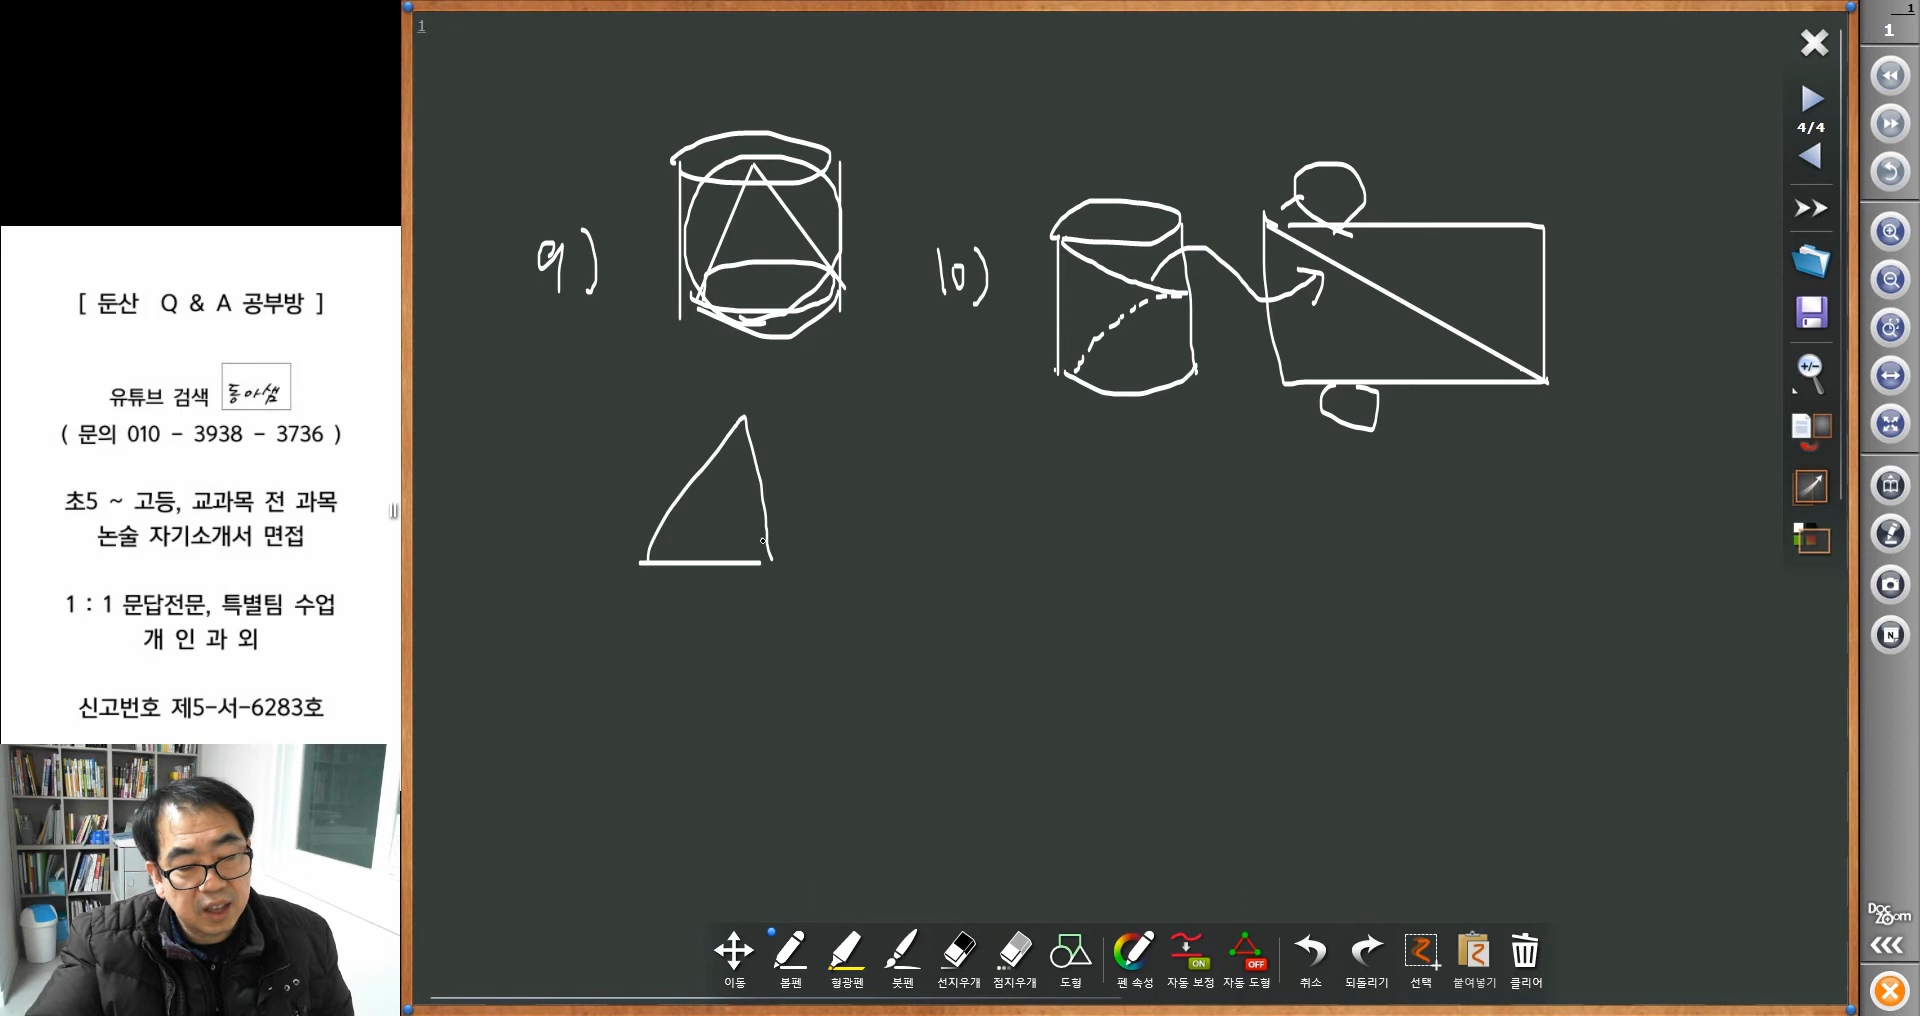 [ 둔산 Q & A 공부방 ]
유튜브 검색 동아샘
( 문의 010 - 3938 - 3736 )
초5 ~ 고등, 교과목 전 과목
논술 자기소개서 면접
1 : 1 문답전문, 특별팀 수업
개 인 과 외
신고번호 제5-서-6283호
1
9)
10)
4/4
+/-
1
1
N
Doc
Zoom
이동
볼펜
형광펜
붓펜
선지우개
점지우개
도형
펜 속성
ON
자동 보정
OFF
자동 도형
취소
되돌리기
선택
붙여넣기
클리어